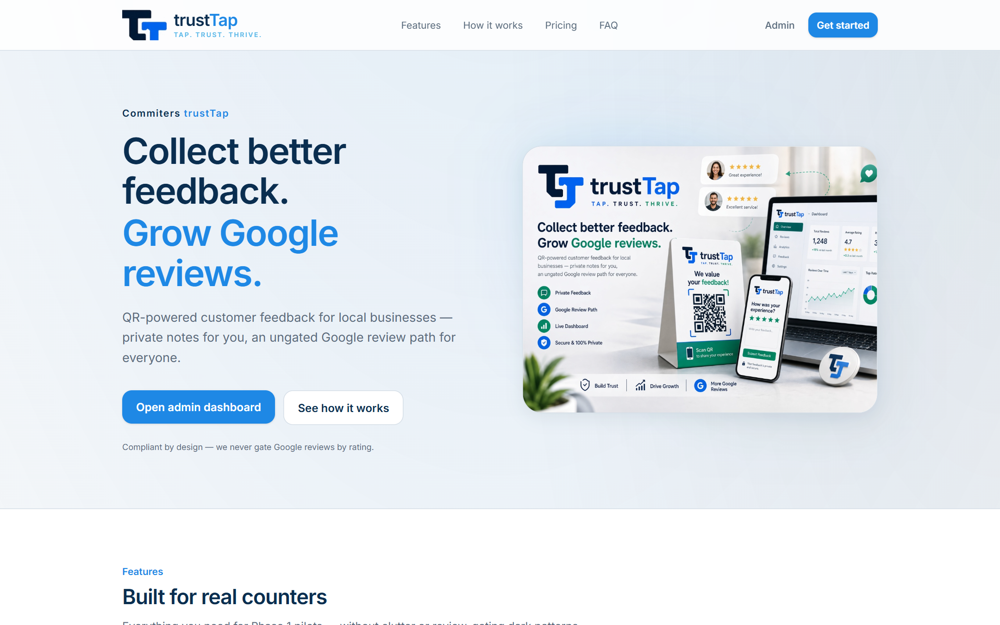 trustTap
TAP. TRUST. THRIVE.
Features
How it works
Pricing
FAQ
Admin
Get started
Commiters trustTap
Collect better
feedback.
Grow Google
reviews.
QR-powered customer feedback for local businesses —
private notes for you, an ungated Google review path for
everyone.
Open admin dashboard
See how it works
Compliant by design — we never gate Google reviews by rating.
trustTap
TAP. TRUST. THRIVE.
Collect better feedback.
Grow Google reviews.
QR-powered customer feedback for local
businesses — private notes for you,
an ungated Google review path for everyone.
Private Feedback
Google Review Path
Live Dashboard
Secure & 100% Private
Great experience!
Excellent service!
trustTap
Dashboard
Overview
Reviews
Analytics
Feedback
Settings
Total Reviews
1,248
+18% vs last month
Average Rating
4.7
+0.3 vs last month
Reviews Over Time
Last 7 days
trustTap
TAP. TRUST. THRIVE.
We value
your feedback!
Scan QR
to share your experience
trustTap
How was your
experience?
Write your feedback...
Feedback
Your feedback is private
and secure.
Build Trust
Drive Growth
G
More Google
Reviews
Features
Built for real counters
Everything you need for Phase 1 pilots — without clutter or review-gating dark patterns.